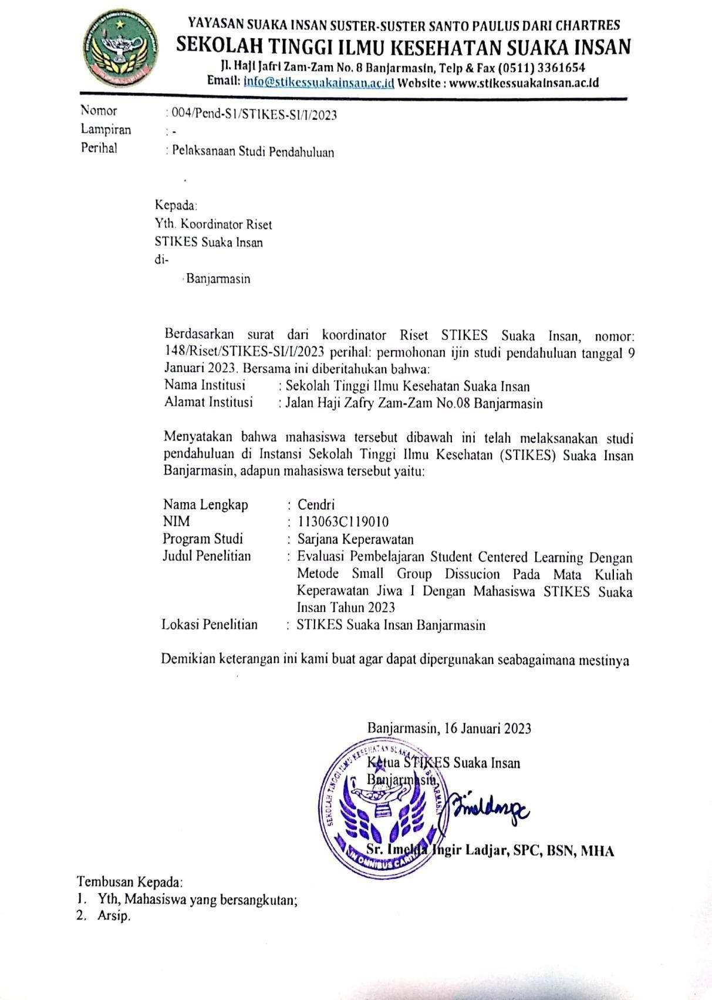 YAYASAN SUAKA INSAN SUSTER-SUSTER SANTO PAULUS DARI CHARTRES
SEKOLAH TINGGI ILMU KESEHATAN SUAKA INSAN
Jl. Haji Jafri Zam-Zam No. 8 Banjarmasin, Telp & Fax (0511) 3361654
Email: info@stikessuakainsan.ac.id Website : www.stikessuakainsan.ac.id
Nomor : 004/Pend-S1/STIKES-SI/I/2023
Lampiran : -
Perihal : Pelaksanaan Studi Pendahuluan
Kepada:
Yth. Koordinator Riset
STIKES Suaka Insan
di-
Banjarmasin
Berdasarkan surat dari koordinator Riset STIKES Suaka Insan, nomor:
148/Riset/STIKES-SI/I/2023 perihal: permohonan ijin studi pendahuluan tanggal 9
Januari 2023. Bersama ini diberitahukan bahwa:
Nama Institusi : Sekolah Tinggi Ilmu Kesehatan Suaka Insan
Alamat Institusi : Jalan Haji Zafry Zam-Zam No.08 Banjarmasin
Menyatakan bahwa mahasiswa tersebut dibawah ini telah melaksanakan studi
pendahuluan di Instansi Sekolah Tinggi Ilmu Kesehatan (STIKES) Suaka Insan
Banjarmasin, adapun mahasiswa tersebut yaitu:
Nama Lengkap : Cendri
NIM : 113063C119010
Program Studi : Sarjana Keperawatan
Judul Penelitian : Evaluasi Pembelajaran Student Centered Learning Dengan
Metode Small Group Dissucion Pada Mata Kuliah
Keperawatan Jiwa I Dengan Mahasiswa STIKES Suaka
Insan Tahun 2023
Lokasi Penelitian : STIKES Suaka Insan Banjarmasin
Demikian keterangan ini kami buat agar dapat dipergunakan seabagaimana mestinya
Banjarmasin, 16 Januari 2023
Ketua STIKES Suaka Insan
Banjarmasin,
SEKOLAH TINGGI ILMU KESEHATAN SUAKA INSAN BANJARMASIN
IN OMNIBUS CARITAS
Sr. Imelda Ingir Ladjar, SPC, BSN, MHA
Tembusan Kepada:
1. Yth, Mahasiswa yang bersangkutan;
2. Arsip.